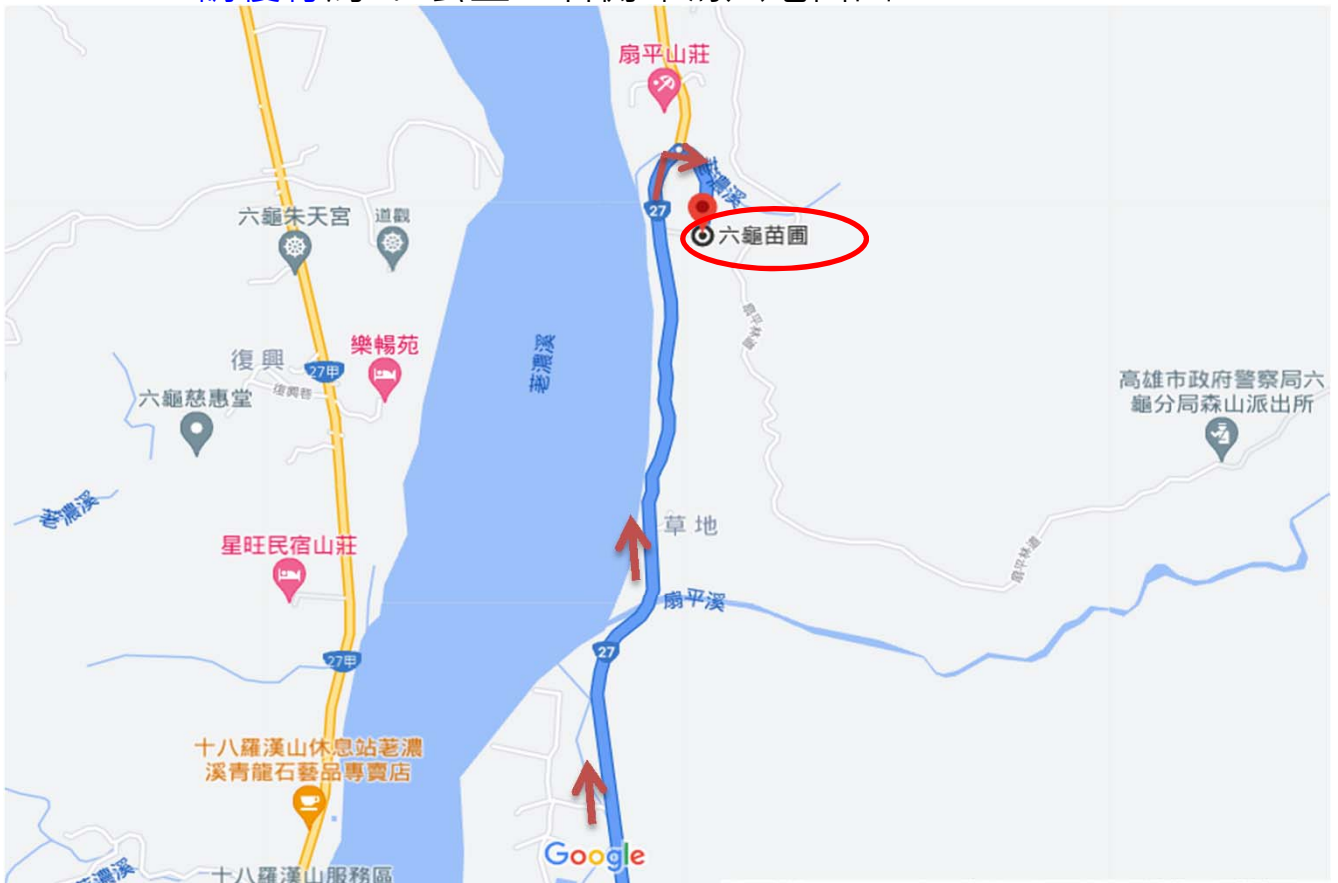 扇平山莊
荖濃溪
27
六龜苗圃
六龜朱天宮
道觀
樂暢苑
復興
27甲
復興巷
六龜慈惠堂
荖濃溪
荖濃溪
扇平林道
高雄市政府警察局六
龜分局森山派出所
星旺民宿山莊
草地
扇平林道
扇平溪
27
27甲
十八羅漢山休息站荖濃
溪青龍石藝品專賣店
Google
十八羅漢山服務區